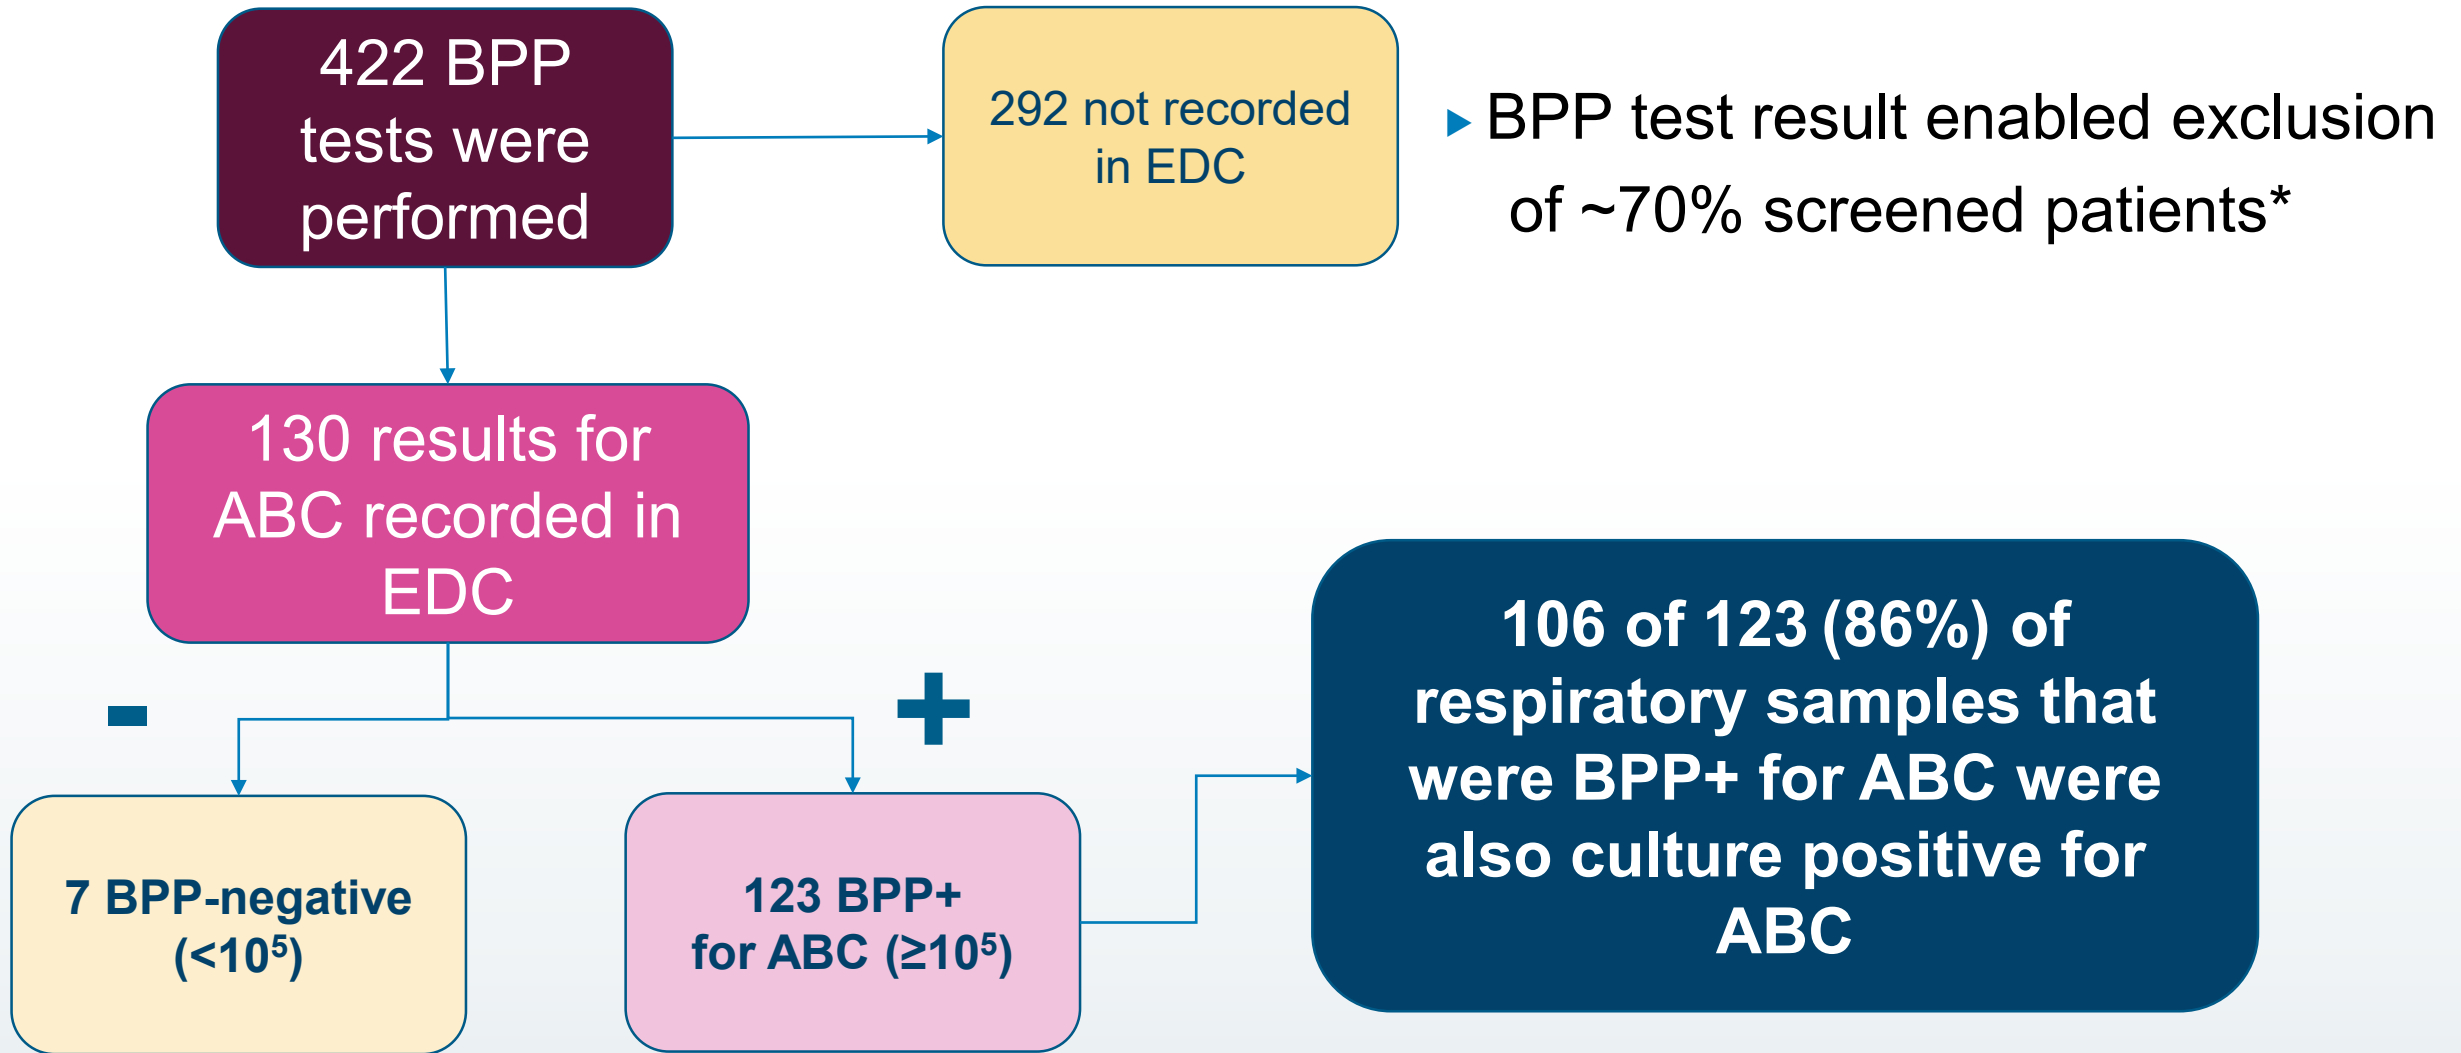 422 BPP
tests were
performed
292 not recorded
in EDC
▶ BPP test result enabled exclusion
of ~70% screened patients*
130 results for
ABC recorded in
EDC
-
+
7 BPP-negative
(<10⁵)
123 BPP+
for ABC (≥10⁵)
106 of 123 (86%) of
respiratory samples that
were BPP+ for ABC were
also culture positive for
ABC